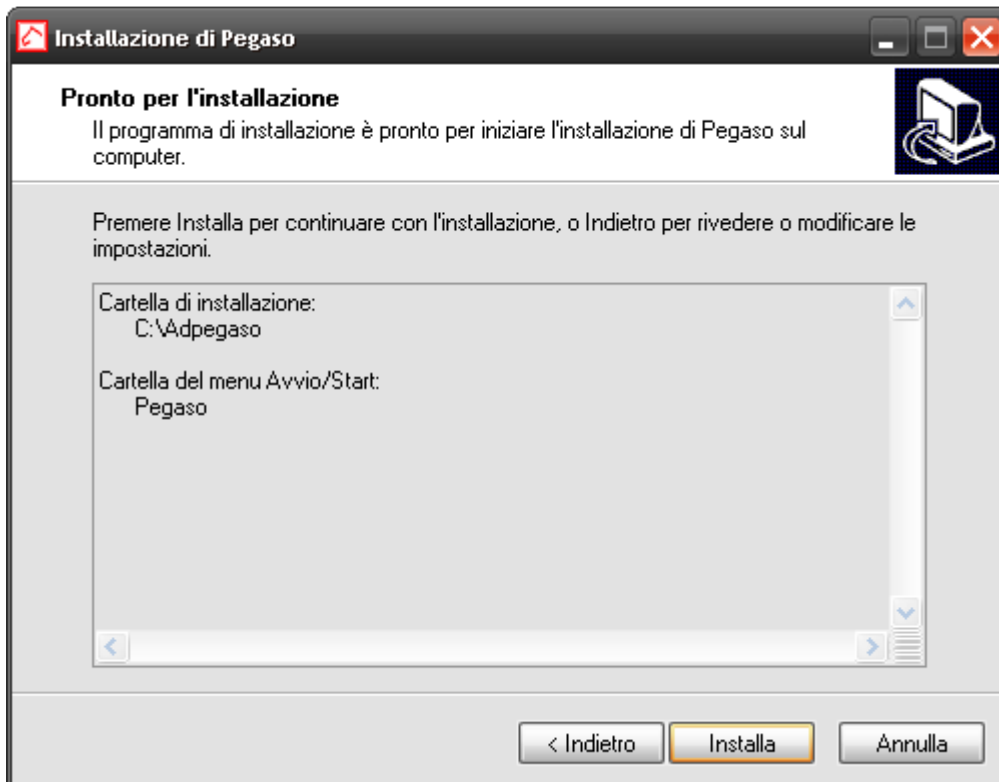 Installazione di Pegaso
Pronto per l'installazione
Il programma di installazione è pronto per iniziare l'installazione di Pegaso sul
computer.
Premere Installa per continuare con l'installazione, o Indietro per rivedere o modificare le
impostazioni.
Cartella di installazione:
C:\Adpegaso
Cartella del menu Avvio/Start:
Pegaso
< Indietro
Installa
Annulla